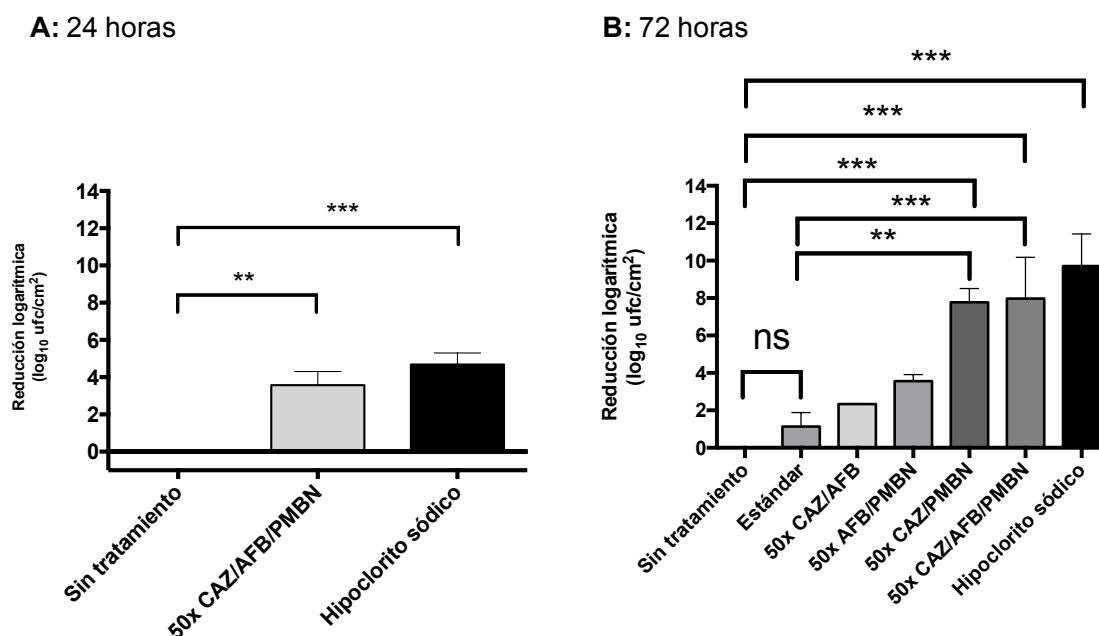 A: 24 horas
Reducción logarítmica
(log10 ufc/cm2)
14
12
10
8
6
4
2
0
***
**
Sin tratamiento
50x CAZ/AFB/PMBN
Hipoclorito sódico
B: 72 horas
Reducción logarítmica
(log10 ufc/cm2)
14
12
10
8
6
4
2
0
***
***
***
***
**
ns
Sin tratamiento
Estándar
50x CAZ/AFB
50x AFB/PMBN
50x CAZ/PMBN
50x CAZ/AFB/PMBN
Hipoclorito sódico